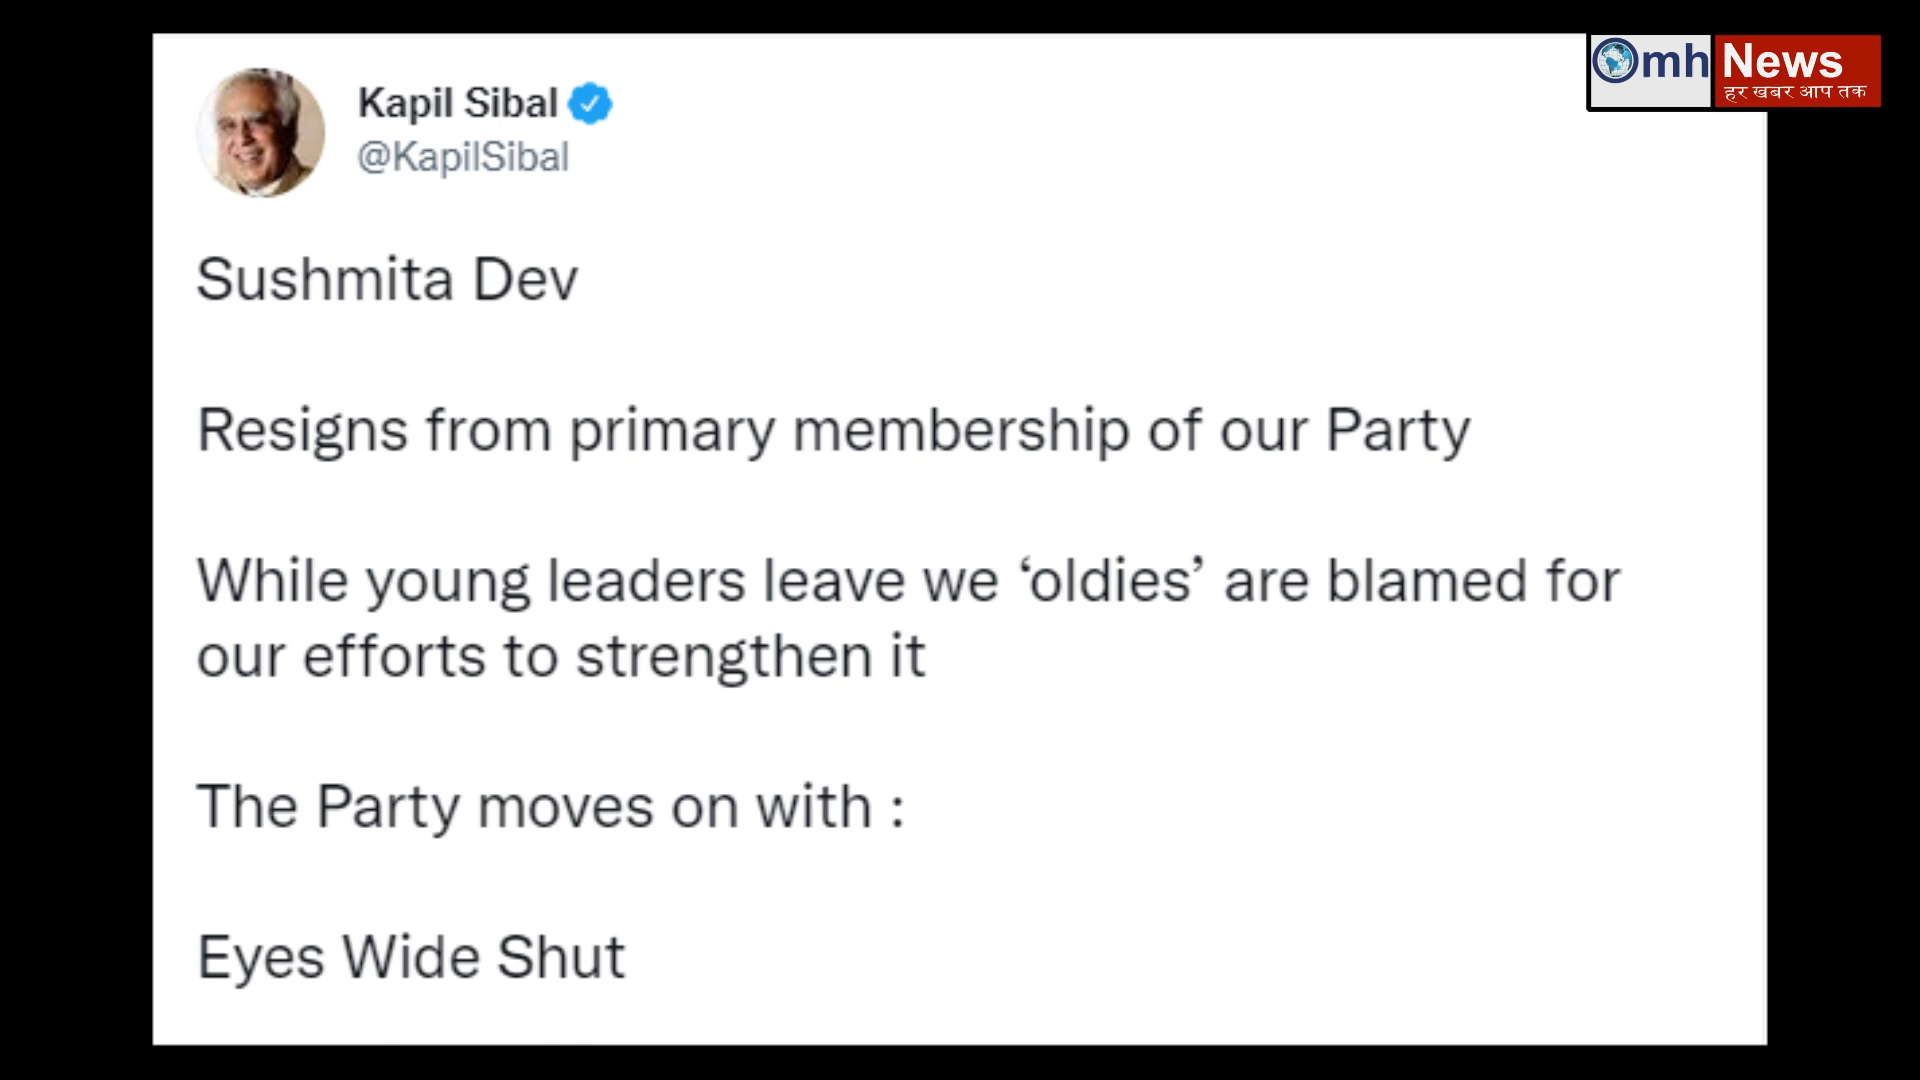 Omh News
हर खबर आप तक
Kapil Sibal
@KapilSibal
Sushmita Dev
Resigns from primary membership of our Party
While young leaders leave we ‘oldies’ are blamed for
our efforts to strengthen it
The Party moves on with :
Eyes Wide Shut